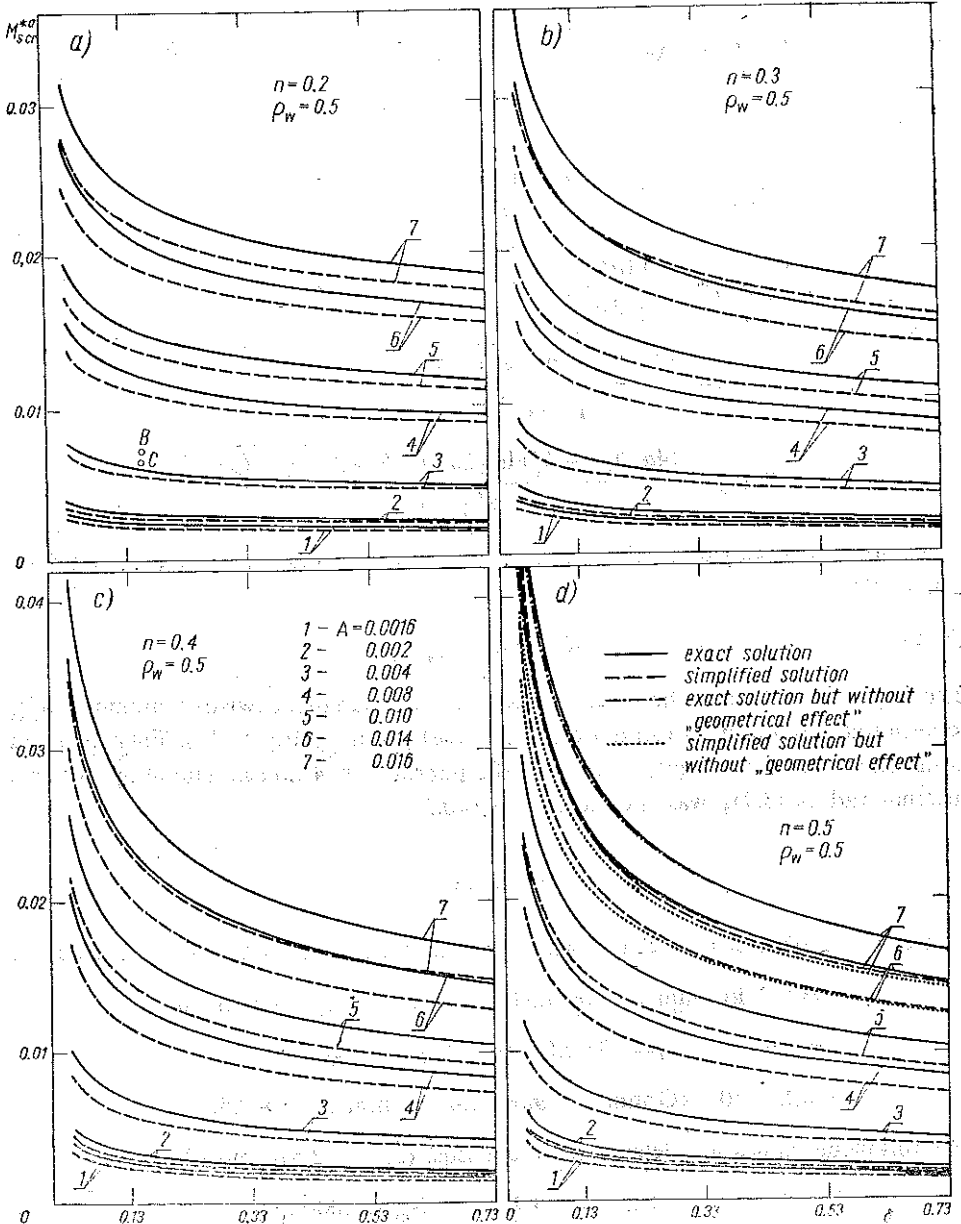 M*a s cr
a)
n=0.2
ρw=0.5
0.03
0.02
0.01
0
7
6
5
4
B
C
3
2
1
b)
n=0.3
ρw=0.5
7
6
5
4
3
2
1
c)
n=0.4
ρw=0.5
1 – A=0.0016
2 – 0.002
3 – 0.004
4 – 0.008
5 – 0.010
6 – 0.014
7 – 0.016
0.04
0.03
0.02
0.01
7
6
5
4
3
2
1
0 0.13 0.33 0.53 0.73
d)
exact solution
simplified solution
exact solution but without
„geometrical effect”
simplified solution but
without „geometrical effect”
n=0.5
ρw=0.5
7
6
5
4
3
2
1
0. 0.13 0.33 0.53 ε 0.73